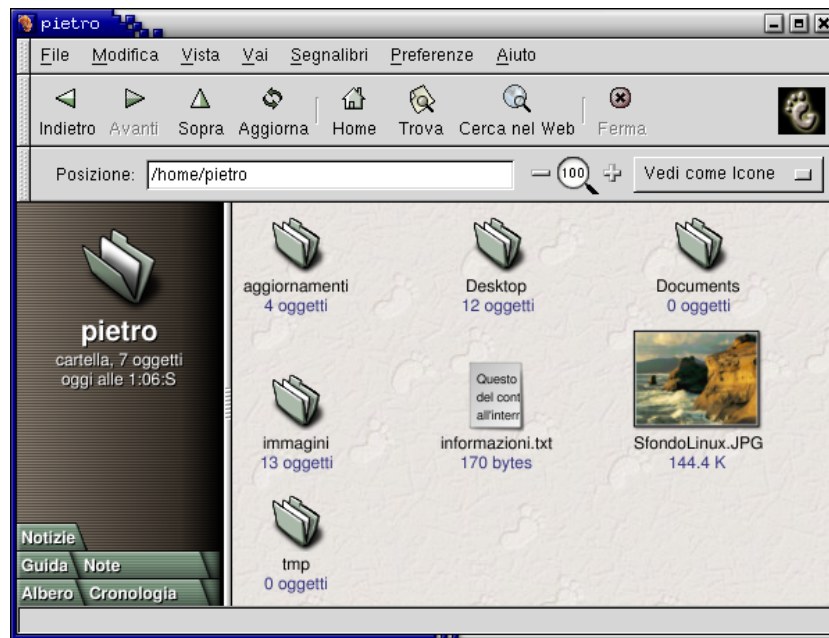 pietro
File Modifica Vista Vai Segnalibri Preferenze Aiuto
Indietro Avanti Sopra Aggiorna Home Trova Cerca nel Web Ferma
Posizione: /home/pietro 100 Vedi come Icone
pietro
cartella, 7 oggetti
oggi alle 1:06:S
Notizie
Guida Note
Albero Cronologia
aggiornamenti Desktop Documents
4 oggetti 12 oggetti 0 oggetti
Questo
del cont
all'interr
immagini informazioni.txt SfondoLinux.JPG
13 oggetti 170 bytes 144.4 K
tmp
0 oggetti